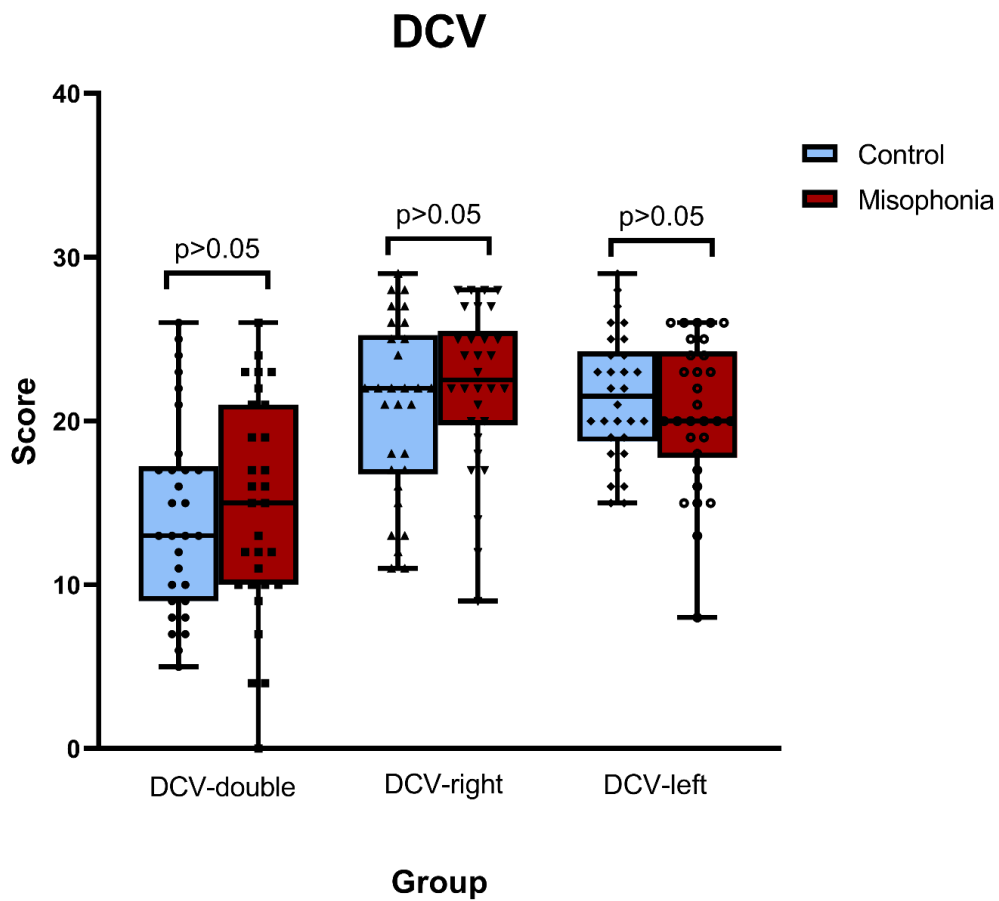 DCV
40
30
20
10
0
Score
p>0.05
p>0.05
p>0.05
Control
Misophonia
DCV-double
DCV-right
DCV-left
Group